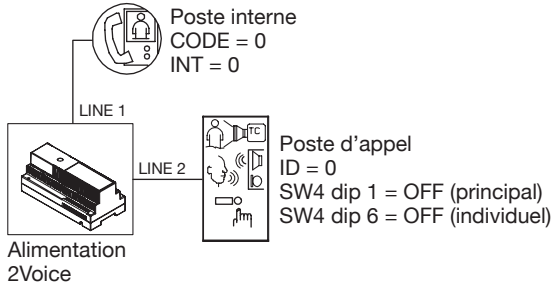 Poste interne
CODE = 0
INT = 0
LINE 1
LINE 2
TC
Poste d'appel
ID = 0
SW4 dip 1 = OFF (principal)
SW4 dip 6 = OFF (individuel)
Alimentation
2Voice